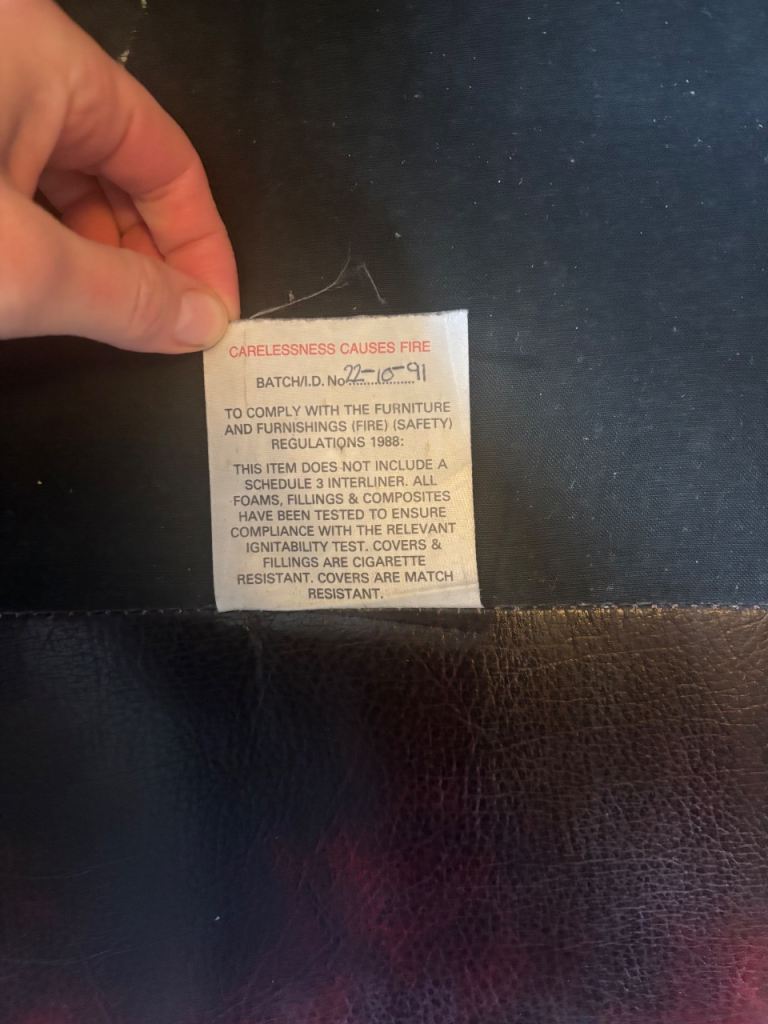 CARELESSNESS CAUSES FIRE
BATCH/I.D. No 22-10-91
TO COMPLY WITH THE FURNITURE
AND FURNISHINGS (FIRE) (SAFETY)
REGULATIONS 1988:
THIS ITEM DOES NOT INCLUDE A
SCHEDULE 3 INTERLINER. ALL
FOAMS, FILLINGS & COMPOSITES
HAVE BEEN TESTED TO ENSURE
COMPLIANCE WITH THE RELEVANT
IGNITABILITY TEST. COVERS &
FILLINGS ARE CIGARETTE
RESISTANT. COVERS ARE MATCH
RESISTANT.